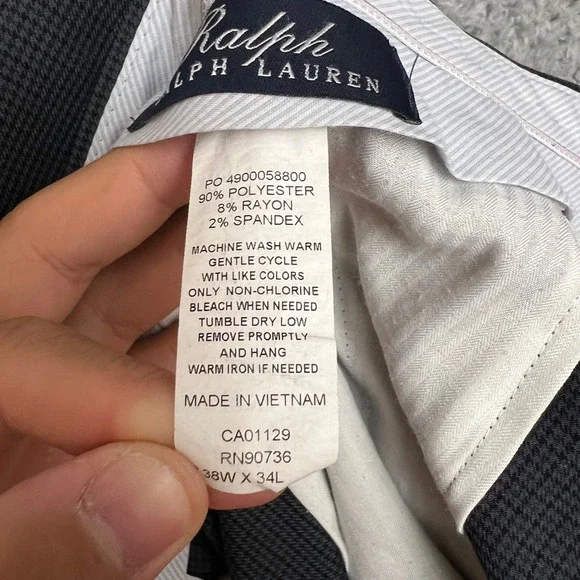 Ralph
RALPH LAUREN
PO 4900058800
90% POLYESTER
8% RAYON
2% SPANDEX
MACHINE WASH WARM
GENTLE CYCLE
WITH LIKE COLORS
ONLY NON-CHLORINE
BLEACH WHEN NEEDED
TUMBLE DRY LOW
REMOVE PROMPTLY
AND HANG
WARM IRON IF NEEDED
MADE IN VIETNAM
CA01129
RN90736
38W X 34L